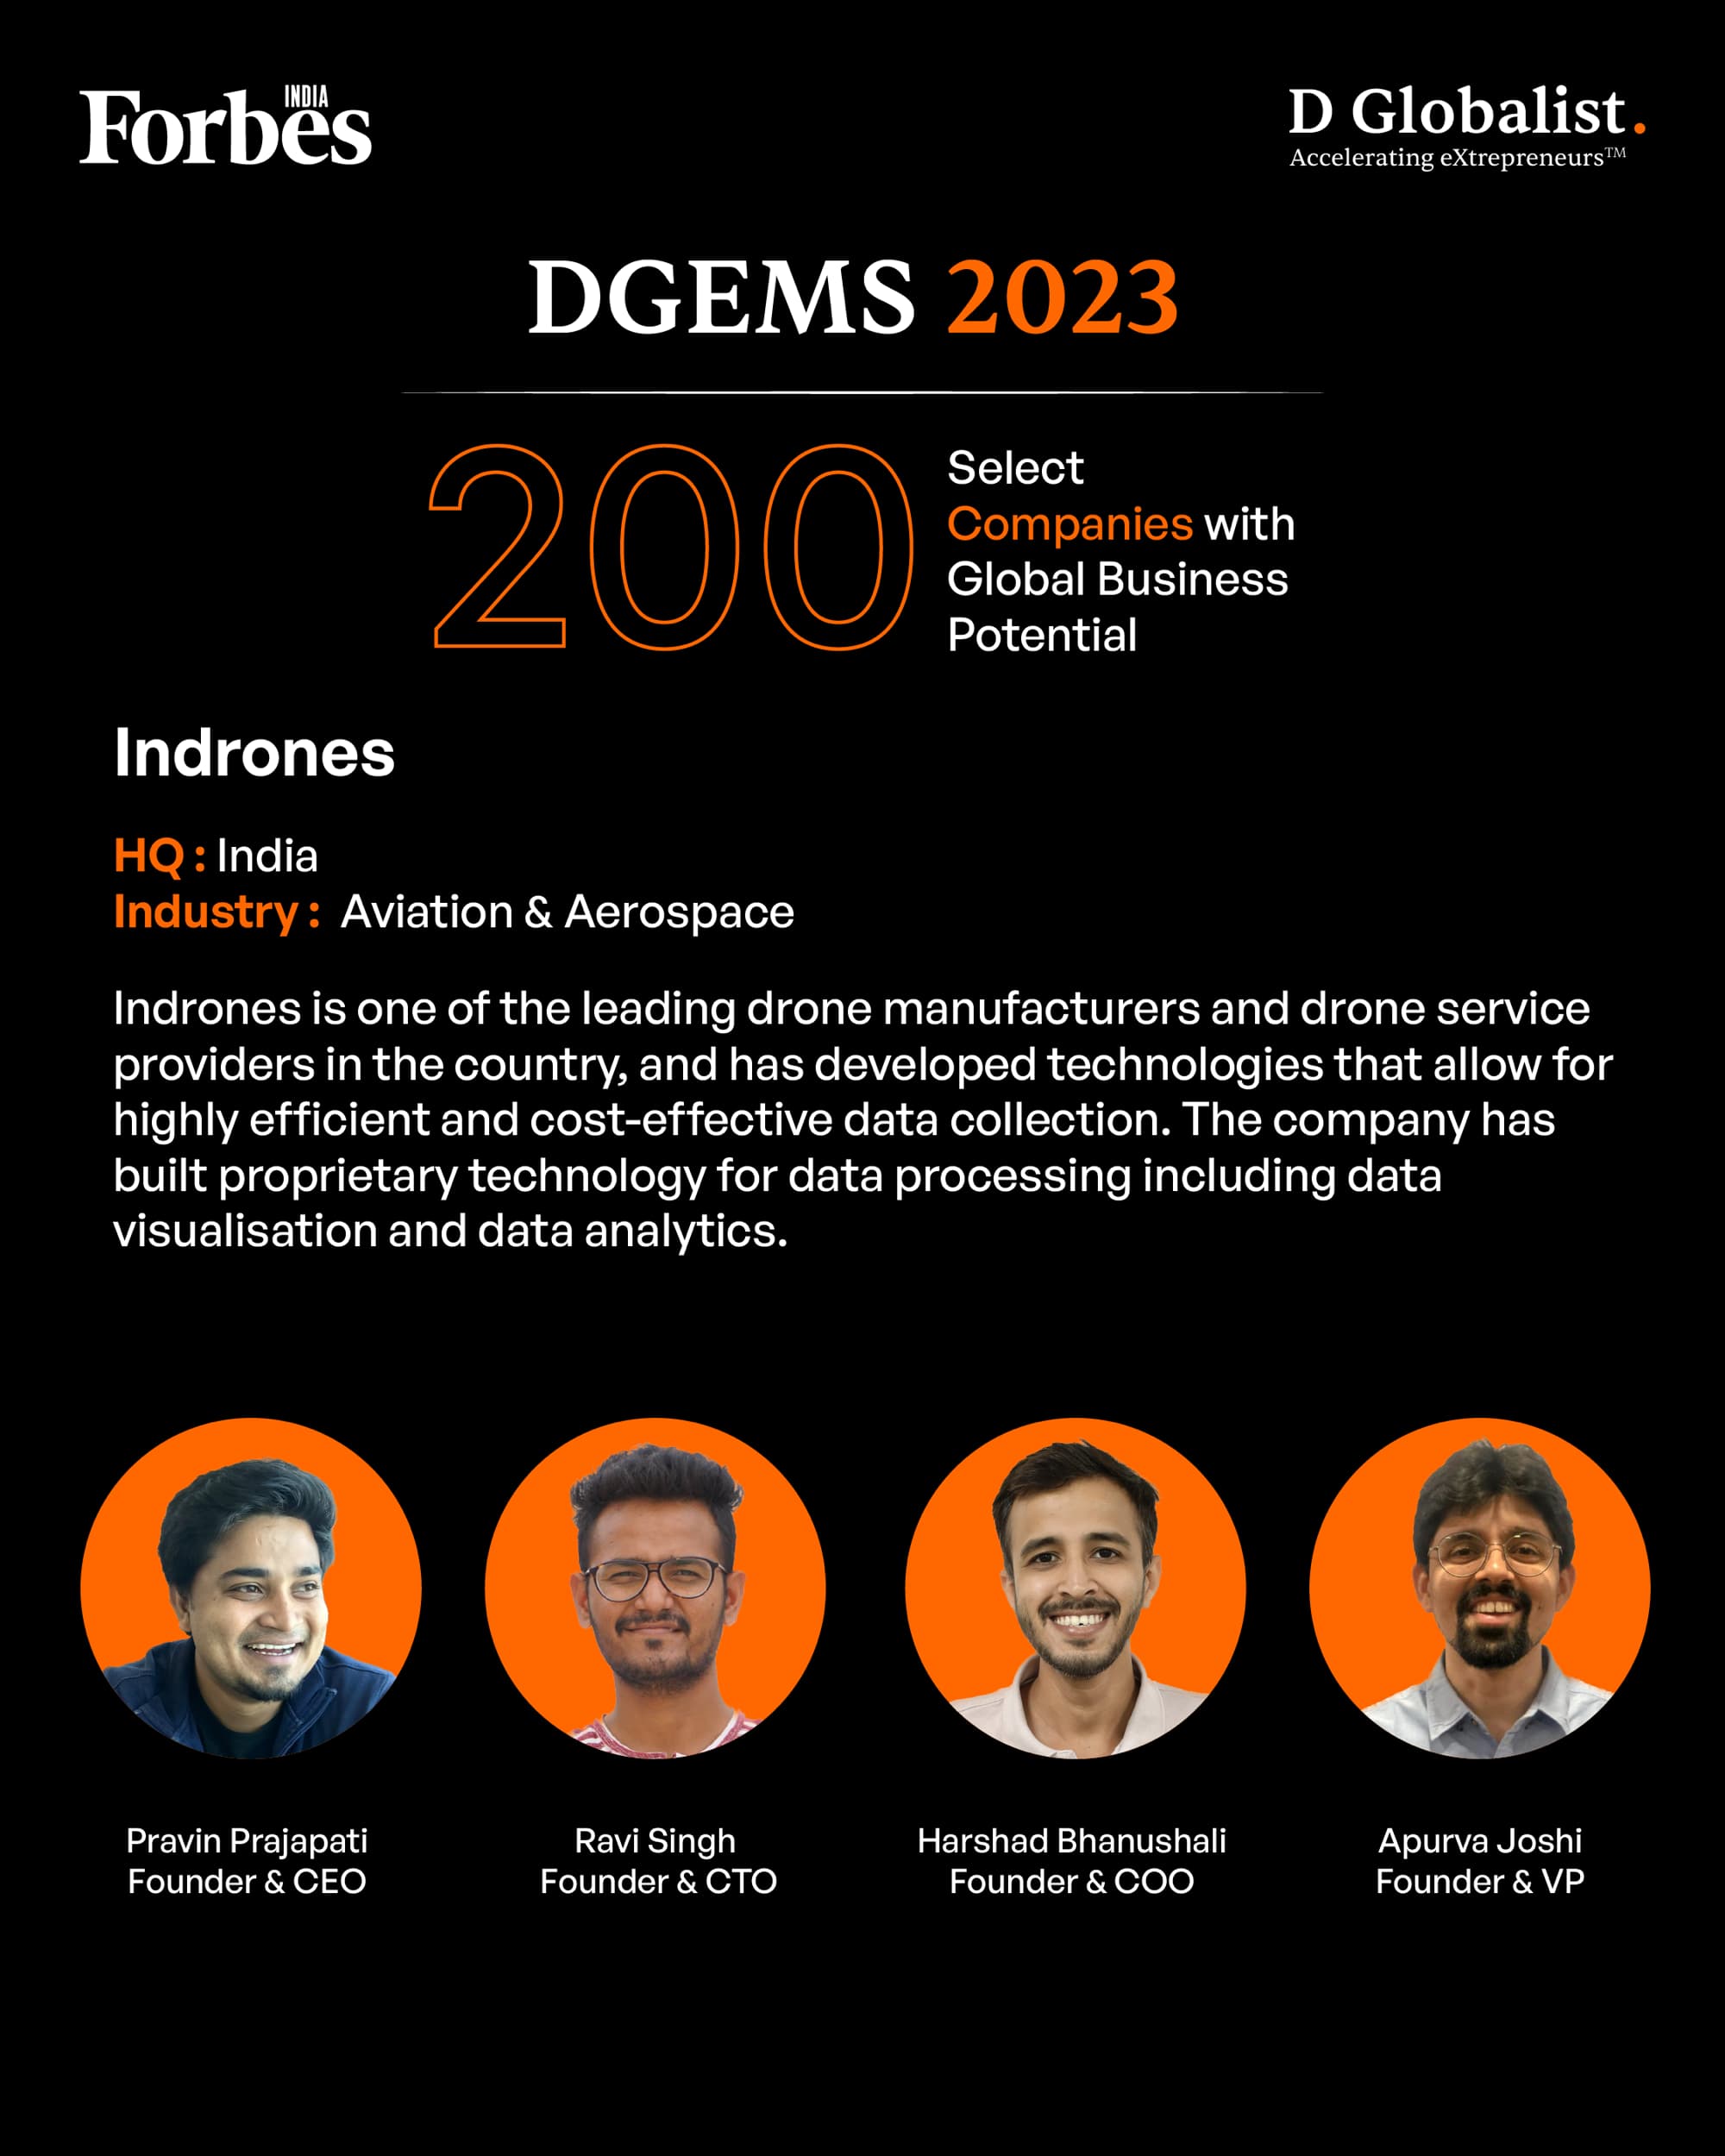 Forbes INDIA
D Globalist.
Accelerating eXtrepreneurs™
DGEMS 2023
200
Select
Companies with
Global Business
Potential
Indrones
HQ : India
Industry : Aviation & Aerospace
Indrones is one of the leading drone manufacturers and drone service
providers in the country, and has developed technologies that allow for
highly efficient and cost-effective data collection. The company has
built proprietary technology for data processing including data
visualisation and data analytics.
Pravin Prajapati
Founder & CEO
Ravi Singh
Founder & CTO
Harshad Bhanushali
Founder & COO
Apurva Joshi
Founder & VP